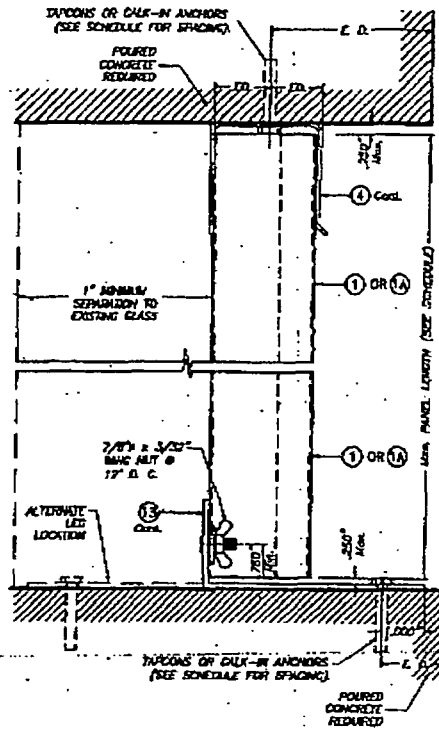 TAPCONS OR CALK-IN ANCHORS
(SEE SCHEDULE FOR SPACING).
E. D.
POURED
CONCRETE
REQUIRED
.250"
Max.
4 Cont.
1 OR 1A
1" MINIMUM
SEPARATION TO
EXISTING GLASS
Max. PANEL LENGTH (SEE SCHEDULE)
1 OR 1A
7/8"ø x 3/32"
WING NUT @
12" O. C.
13
Cont.
ALTERNATE
LEG
LOCATION
.750
Min.
.250"
Max.
TAPCONS OR CALK-IN ANCHORS
(SEE SCHEDULE FOR SPACING).
E. D.
POURED
CONCRETE
REQUIRED